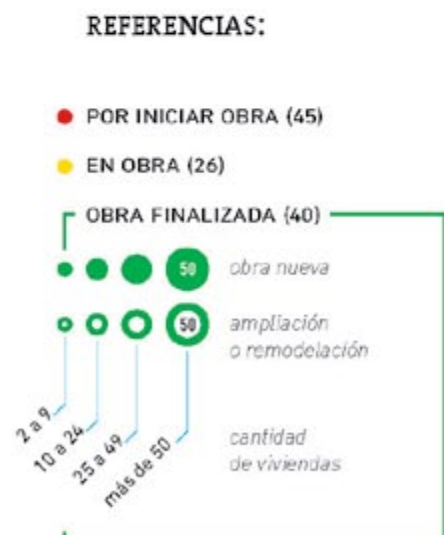 REFERENCIAS:
POR INICIAR OBRA (45)
EN OBRA (26)
OBRA FINALIZADA (40)
50
obra nueva
50
ampliación
o remodelación
2 a 9
10 a 24
25 a 49
más de 50
cantidad
de viviendas